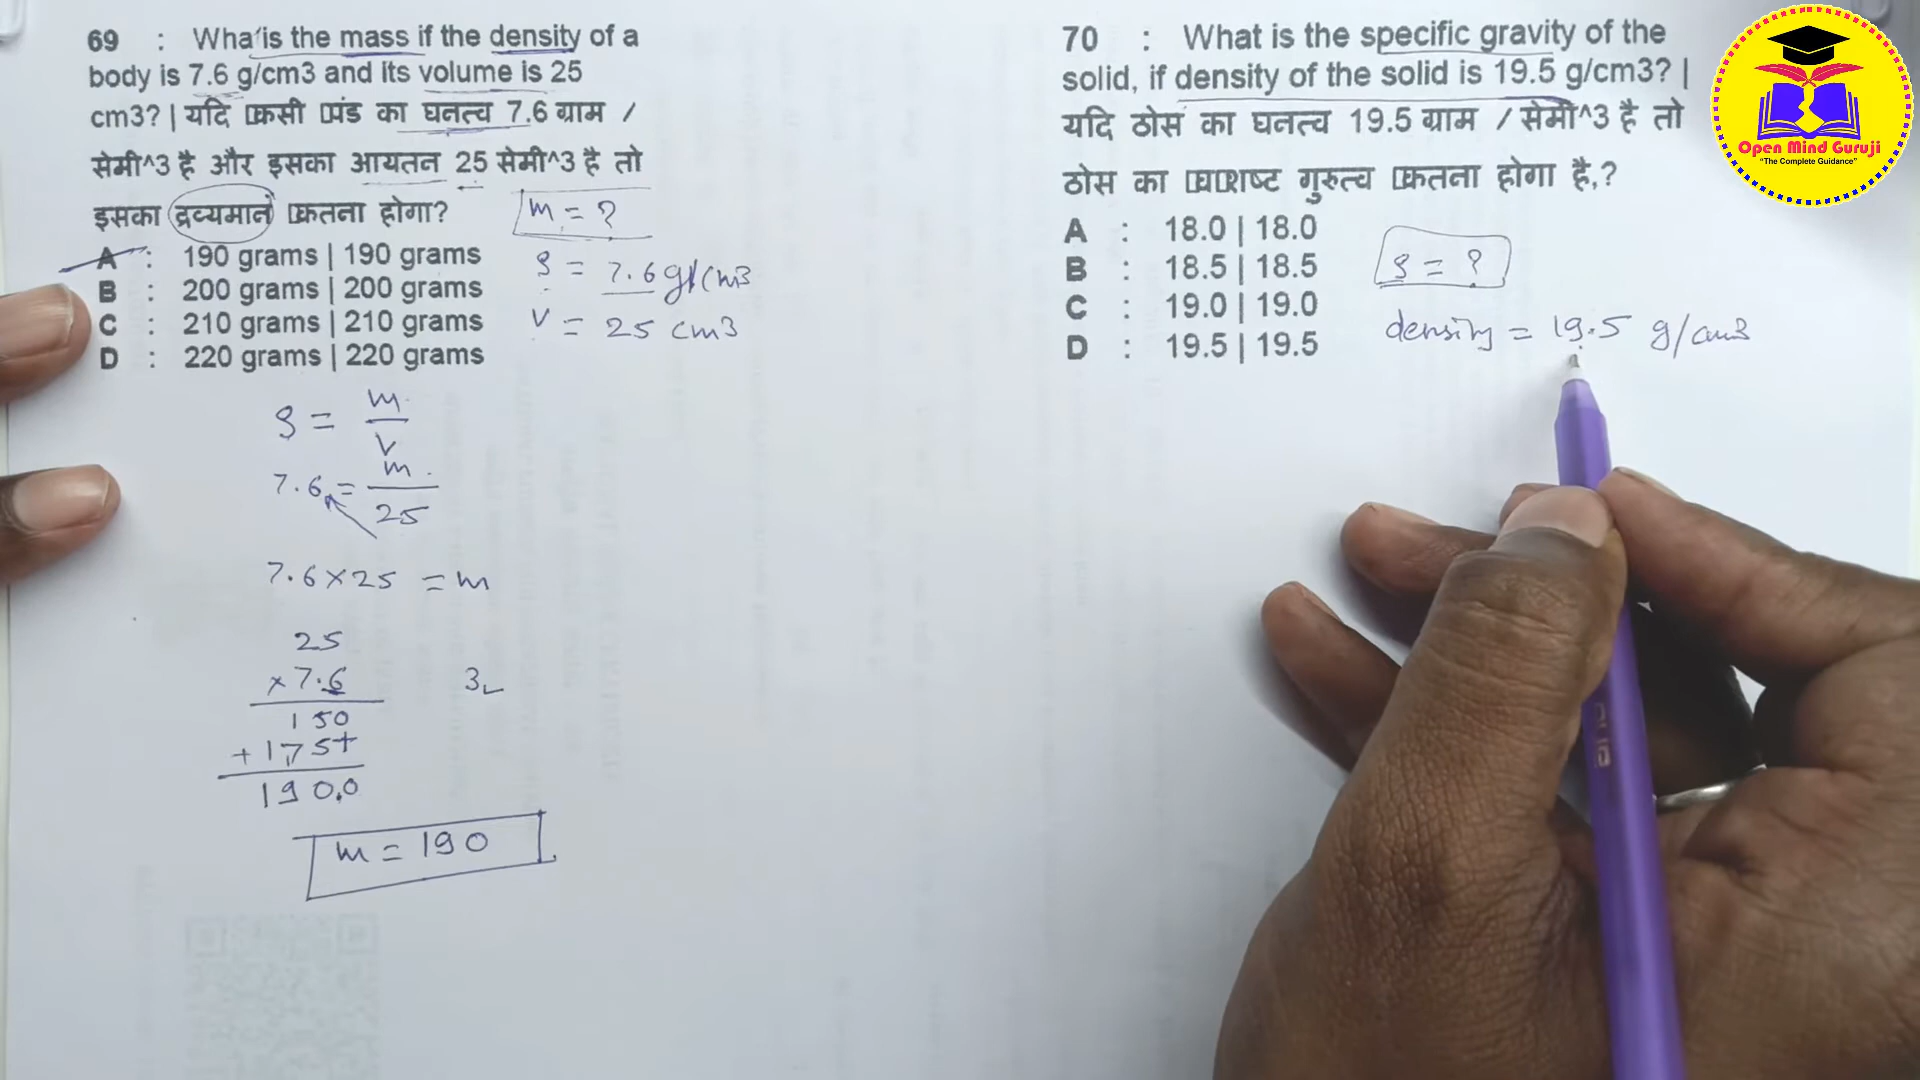 69 : What is the mass if the density of a
body is 7.6 g/cm3 and its volume is 25
cm3? | यदि किसी पिंड का घनत्व 7.6 ग्राम /
सेमी^3 है और इसका आयतन 25 सेमी^3 है तो
इसका द्रव्यमान कितना होगा?
A : 190 grams | 190 grams
B : 200 grams | 200 grams
C : 210 grams | 210 grams
D : 220 grams | 220 grams
m = ?
ρ = 7.6 g/cm3
V = 25 cm3
ρ = m/V
7.6 = m/25
7.6 × 25 = m
25
× 7.6
150
+ 175+
190.0
3
m = 190
70 : What is the specific gravity of the
solid, if density of the solid is 19.5 g/cm3? |
यदि ठोस का घनत्व 19.5 ग्राम / सेमी^3 है तो
ठोस का गुरुत्व कितना होगा है,?
A : 18.0 | 18.0
B : 18.5 | 18.5
C : 19.0 | 19.0
D : 19.5 | 19.5
ρ = ?
density = 19.5 g/cm3
Open Mind Guruji
"The Complete Guidance"